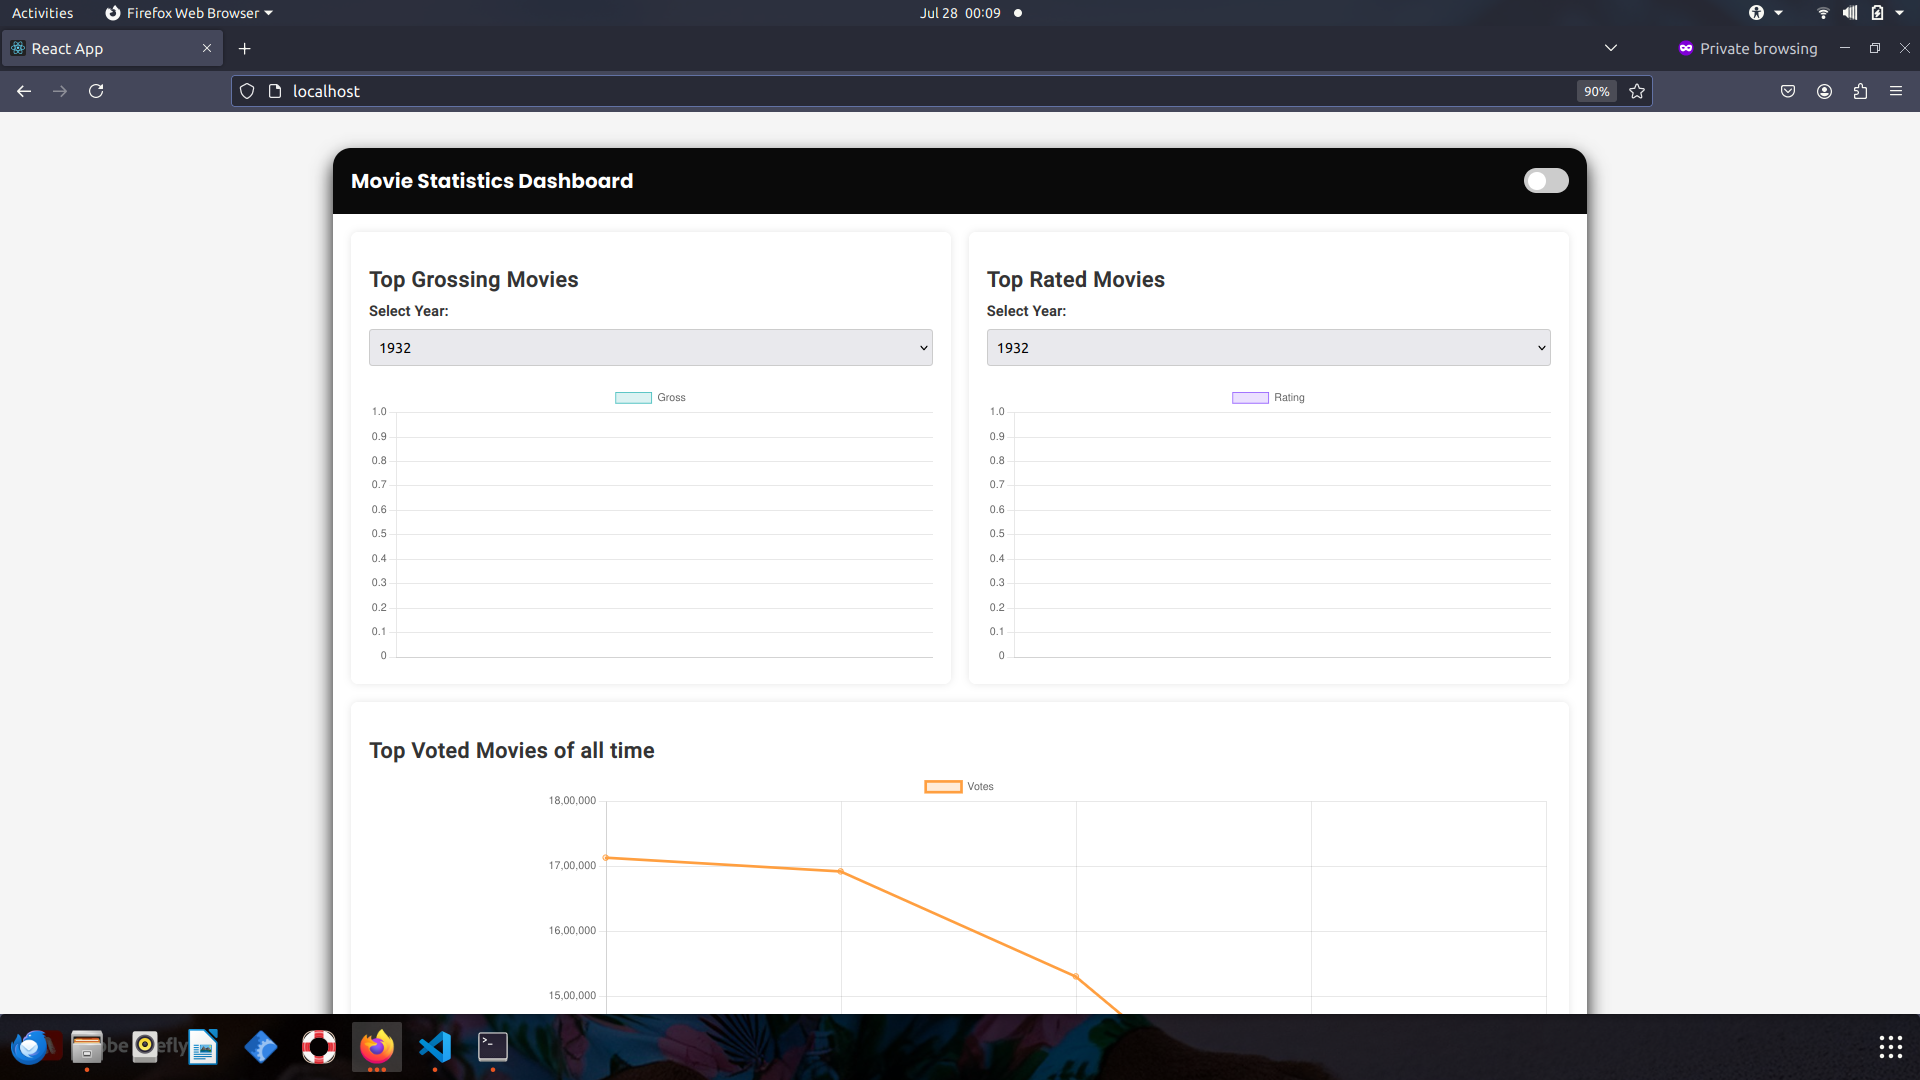 Activities
Firefox Web Browser
Jul 28 00:09
React App
Private browsing
localhost
90%
Movie Statistics Dashboard
Top Grossing Movies
Select Year:
1932
Gross
1.0
0.9
0.8
0.7
0.6
0.5
0.4
0.3
0.2
0.1
0
Top Rated Movies
Select Year:
1932
Rating
1.0
0.9
0.8
0.7
0.6
0.5
0.4
0.3
0.2
0.1
0
Top Voted Movies of all time
Votes
18,00,000
17,00,000
16,00,000
15,00,000